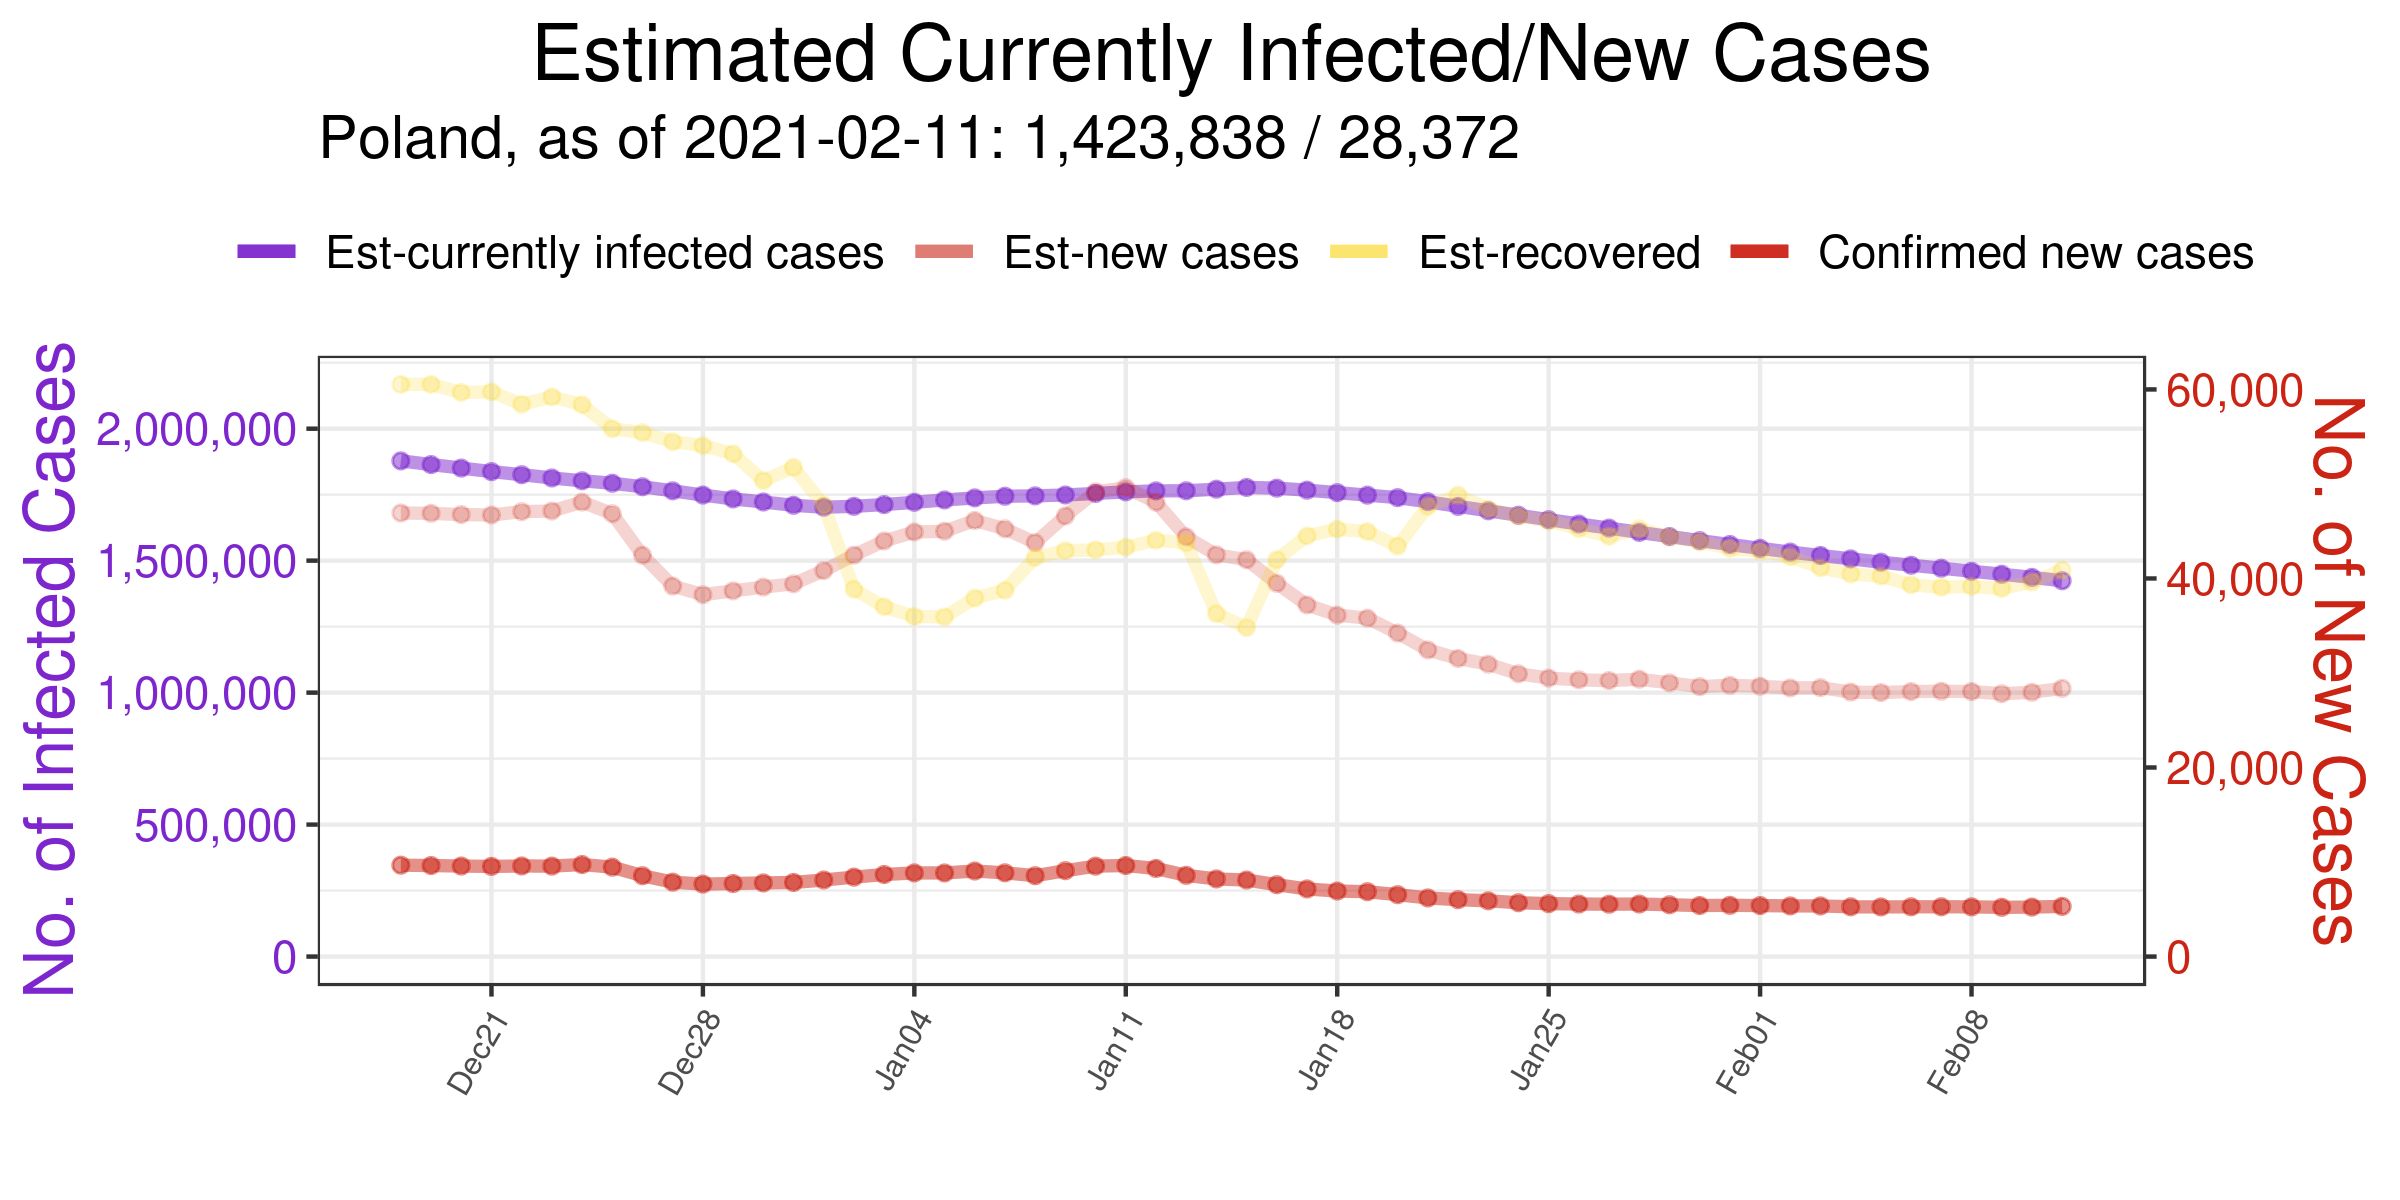 Estimated Currently Infected/New Cases
Poland, as of 2021-02-11: 1,423,838 / 28,372
Est-currently infected cases Est-new cases Est-recovered Confirmed new cases
No. of Infected Cases
2,000,000
1,500,000
1,000,000
500,000
0
60,000
40,000
20,000
0
No. of New Cases
Dec21 Dec28 Jan04 Jan11 Jan18 Jan25 Feb01 Feb08